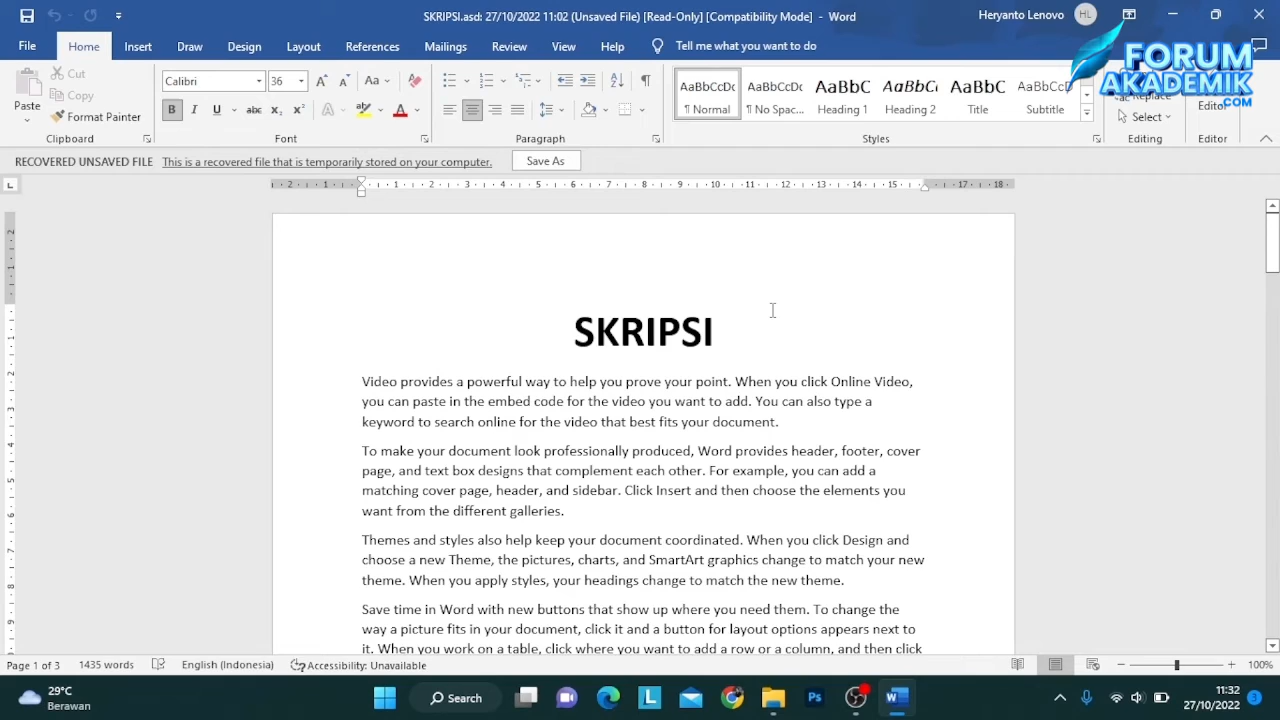 SKRIPSI.asd: 27/10/2022 11:02 (Unsaved File) [Read-Only] [Compatibility Mode] - Word
Heryanto Lenovo
HL
File Home Insert Draw Design Layout References Mailings Review View Help Tell me what you want to do
FORUM
AKADEMIK
.COM
Paste
Cut
Copy
Format Painter
Calibri 36
AaBbCcDc AaBbCcDc AaBbC AaBbCc AaBbC AaBbCcD
¶ Normal ¶ No Spac... Heading 1 Heading 2 Title Subtitle
Replace
Select
Editor
Clipboard Font Paragraph Styles Editing Editor
RECOVERED UNSAVED FILE This is a recovered file that is temporarily stored on your computer. Save As
SKRIPSI
Video provides a powerful way to help you prove your point. When you click Online Video,
you can paste in the embed code for the video you want to add. You can also type a
keyword to search online for the video that best fits your document.
To make your document look professionally produced, Word provides header, footer, cover
page, and text box designs that complement each other. For example, you can add a
matching cover page, header, and sidebar. Click Insert and then choose the elements you
want from the different galleries.
Themes and styles also help keep your document coordinated. When you click Design and
choose a new Theme, the pictures, charts, and SmartArt graphics change to match your new
theme. When you apply styles, your headings change to match the new theme.
Save time in Word with new buttons that show up where you need them. To change the
way a picture fits in your document, click it and a button for layout options appears next to
it. When you work on a table, click where you want to add a row or a column, and then click
Page 1 of 3 1435 words English (Indonesia) Accessibility: Unavailable 100%
29°C
Berawan
Search
11:32
27/10/2022
3